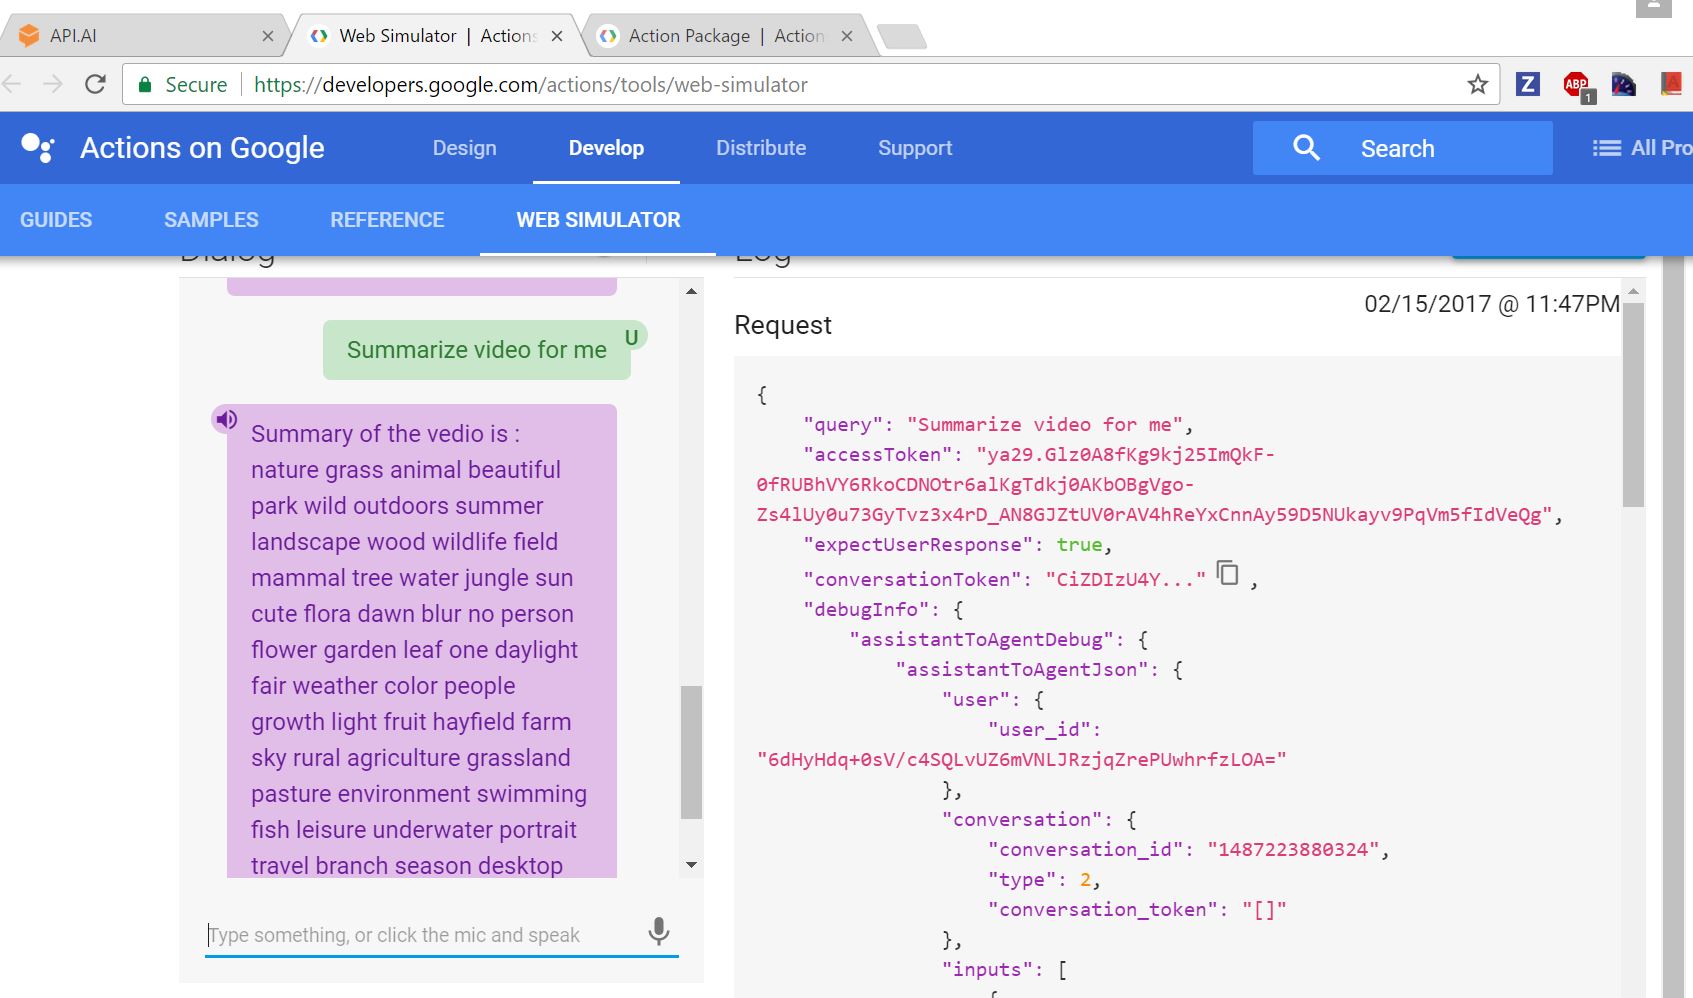 API.AI
Web Simulator | Actions
Action Package | Action
Secure https://developers.google.com/actions/tools/web-simulator
Z ABP 1 A
Actions on Google Design Develop Distribute Support Search All Pro
GUIDES SAMPLES REFERENCE WEB SIMULATOR
Dialog
Summarize video for me U
Summary of the vedio is :
nature grass animal beautiful
park wild outdoors summer
landscape wood wildlife field
mammal tree water jungle sun
cute flora dawn blur no person
flower garden leaf one daylight
fair weather color people
growth light fruit hayfield farm
sky rural agriculture grassland
pasture environment swimming
fish leisure underwater portrait
travel branch season desktop
Type something, or click the mic and speak
Log
02/15/2017 @ 11:47PM
Request
{
"query": "Summarize video for me",
"accessToken": "ya29.Glz0A8fKg9kj25ImQkF-
0fRUBhVY6RkoCDNOtr6alKgTdkj0AKbOBgVgo-
Zs4lUy0u73GyTvz3x4rD_AN8GJZtUV0rAV4hReYxCnnAy59D5NUkayv9PqVm5fIdVeQg",
"expectUserResponse": true,
"conversationToken": "CiZDIzU4Y..." ,
"debugInfo": {
"assistantToAgentDebug": {
"assistantToAgentJson": {
"user": {
"user_id":
"6dHyHdq+0sV/c4SQLvUZ6mVNLJRzjqZrePUwhrfzLOA="
},
"conversation": {
"conversation_id": "1487223880324",
"type": 2,
"conversation_token": "[]"
},
"inputs": [
{